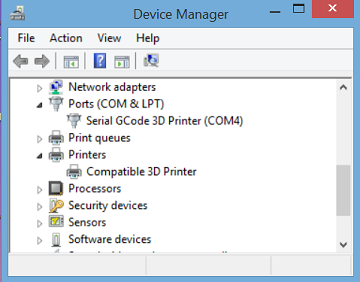 Device Manager
File Action View Help
Network adapters
Ports (COM & LPT)
Serial GCode 3D Printer (COM4)
Print queues
Printers
Compatible 3D Printer
Processors
Security devices
Sensors
Software devices